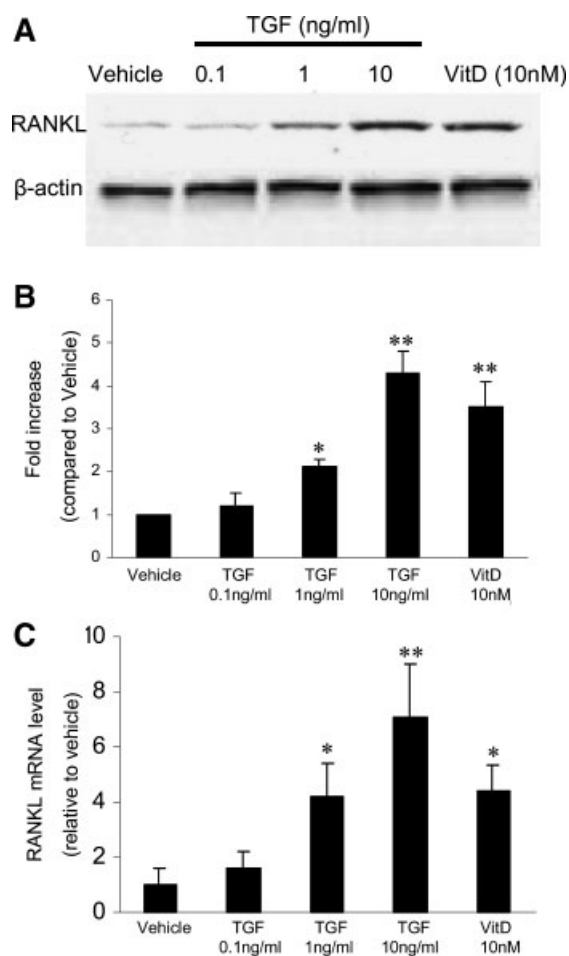 A
TGF (ng/ml)
Vehicle 0.1 1 10 VitD (10nM)
RANKL
β-actin
B
Fold increase
(compared to Vehicle)
6
5
4
3
2
1
0
*
**
**
Vehicle TGF TGF TGF VitD
0.1ng/ml 1ng/ml 10ng/ml 10nM
C
RANKL mRNA level
(relative to vehicle)
10
8
6
4
2
0
*
**
*
Vehicle TGF TGF TGF VitD
0.1ng/ml 1ng/ml 10ng/ml 10nM